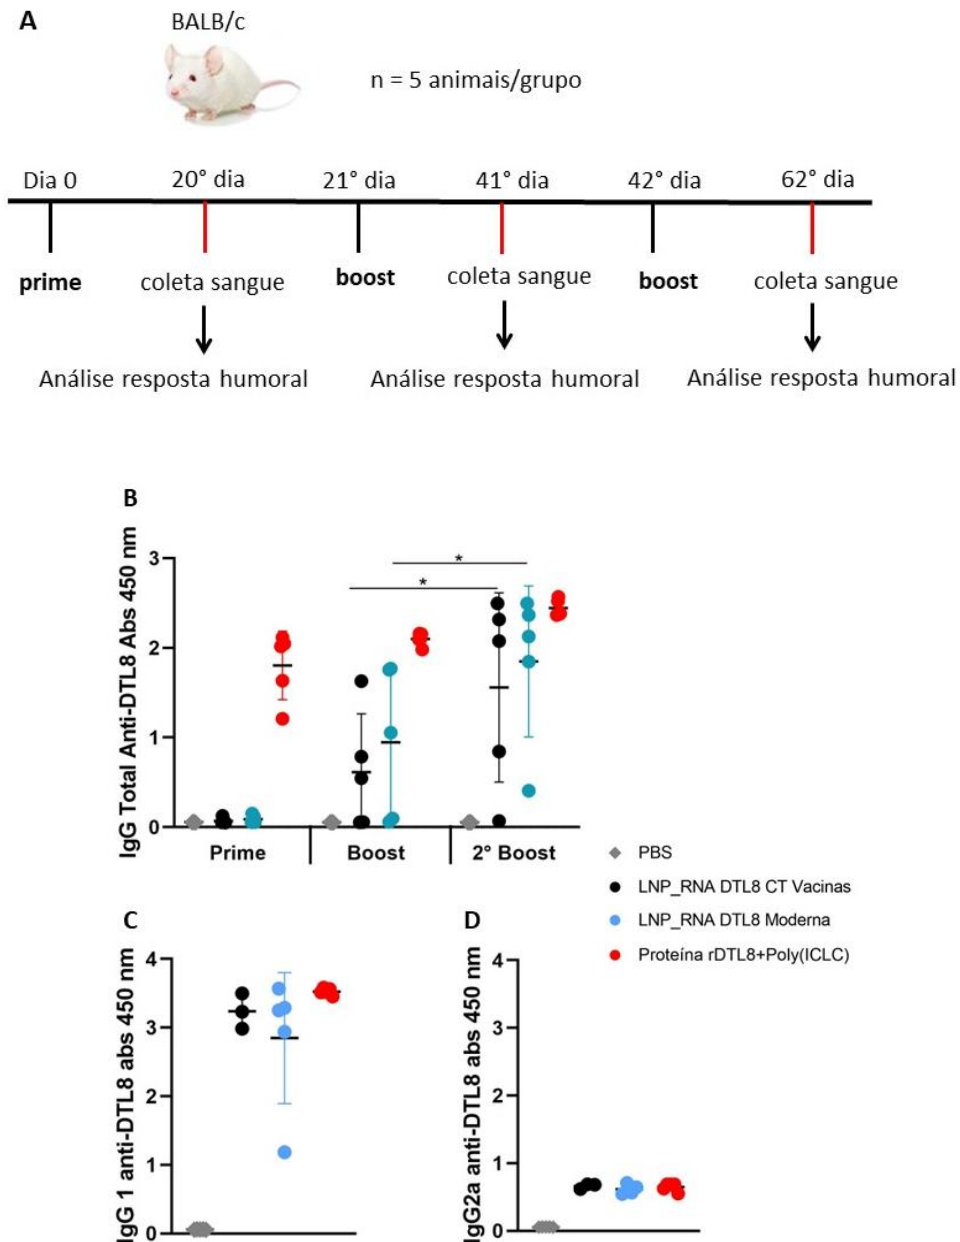 A
BALB/c
n = 5 animais/grupo
Dia 0 20° dia 21° dia 41° dia 42° dia 62° dia
prime coleta sangue boost coleta sangue boost coleta sangue
Análise resposta humoral Análise resposta humoral Análise resposta humoral
B
IgG Total Anti-DTL8 Abs 450 nm
3
2
1
0
*
*
Prime Boost 2° Boost
PBS
LNP_RNA DTL8 CT Vacinas
LNP_RNA DTL8 Moderna
Proteína rDTL8+Poly(ICLC)
C
IgG 1 anti-DTL8 abs 450 nm
4
3
2
1
0
D
IgG2a anti-DTL8 abs 450 nm
4
3
2
1
0